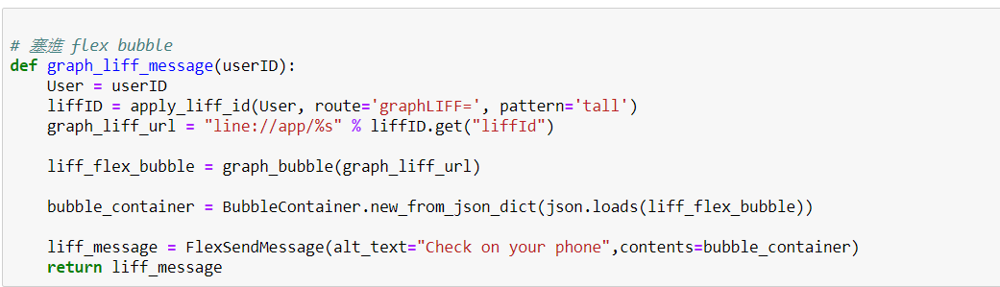 # 塞進 flex bubble
def graph_liff_message(userID):
    User = userID
    liffID = apply_liff_id(User, route='graphLIFF=', pattern='tall')
    graph_liff_url = "line://app/%s" % liffID.get("liffId")
    liff_flex_bubble = graph_bubble(graph_liff_url)
    bubble_container = BubbleContainer.new_from_json_dict(json.loads(liff_flex_bubble))
    liff_message = FlexSendMessage(alt_text="Check on your phone",contents=bubble_container)
    return liff_message